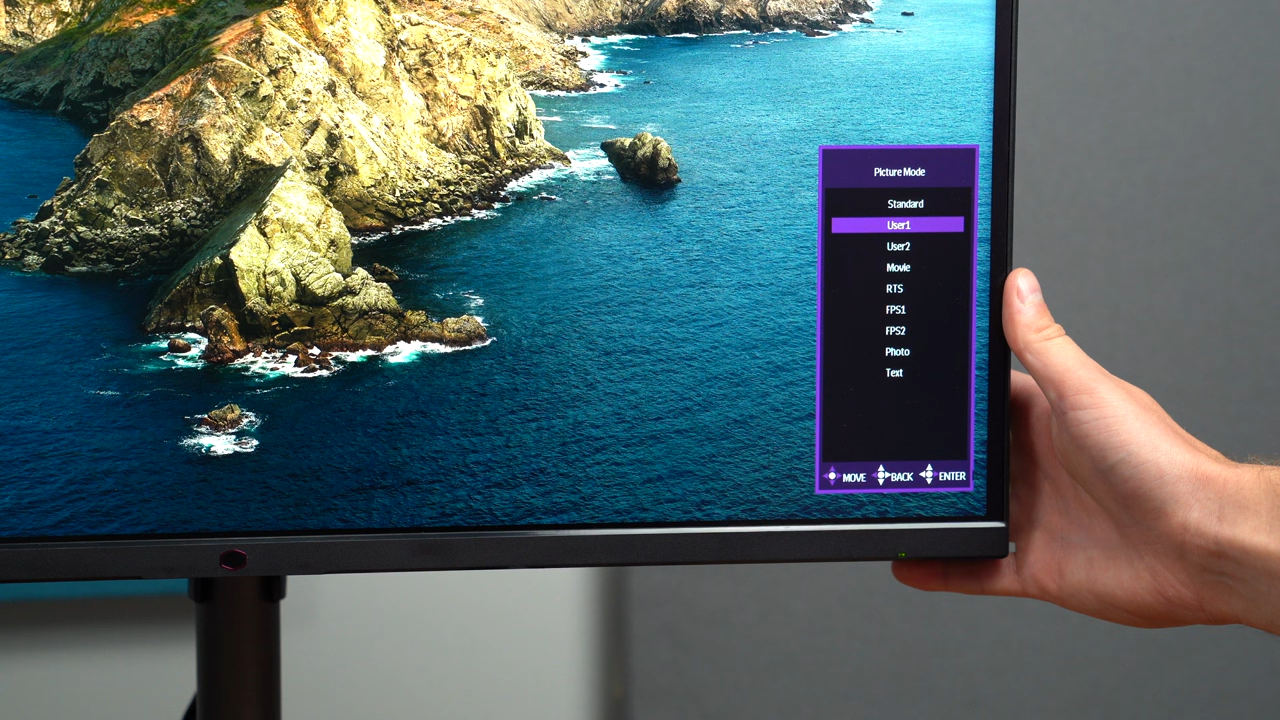 Picture Mode
Standard
User1
User2
Movie
RTS
FPS1
FPS2
Photo
Text
MOVE BACK ENTER